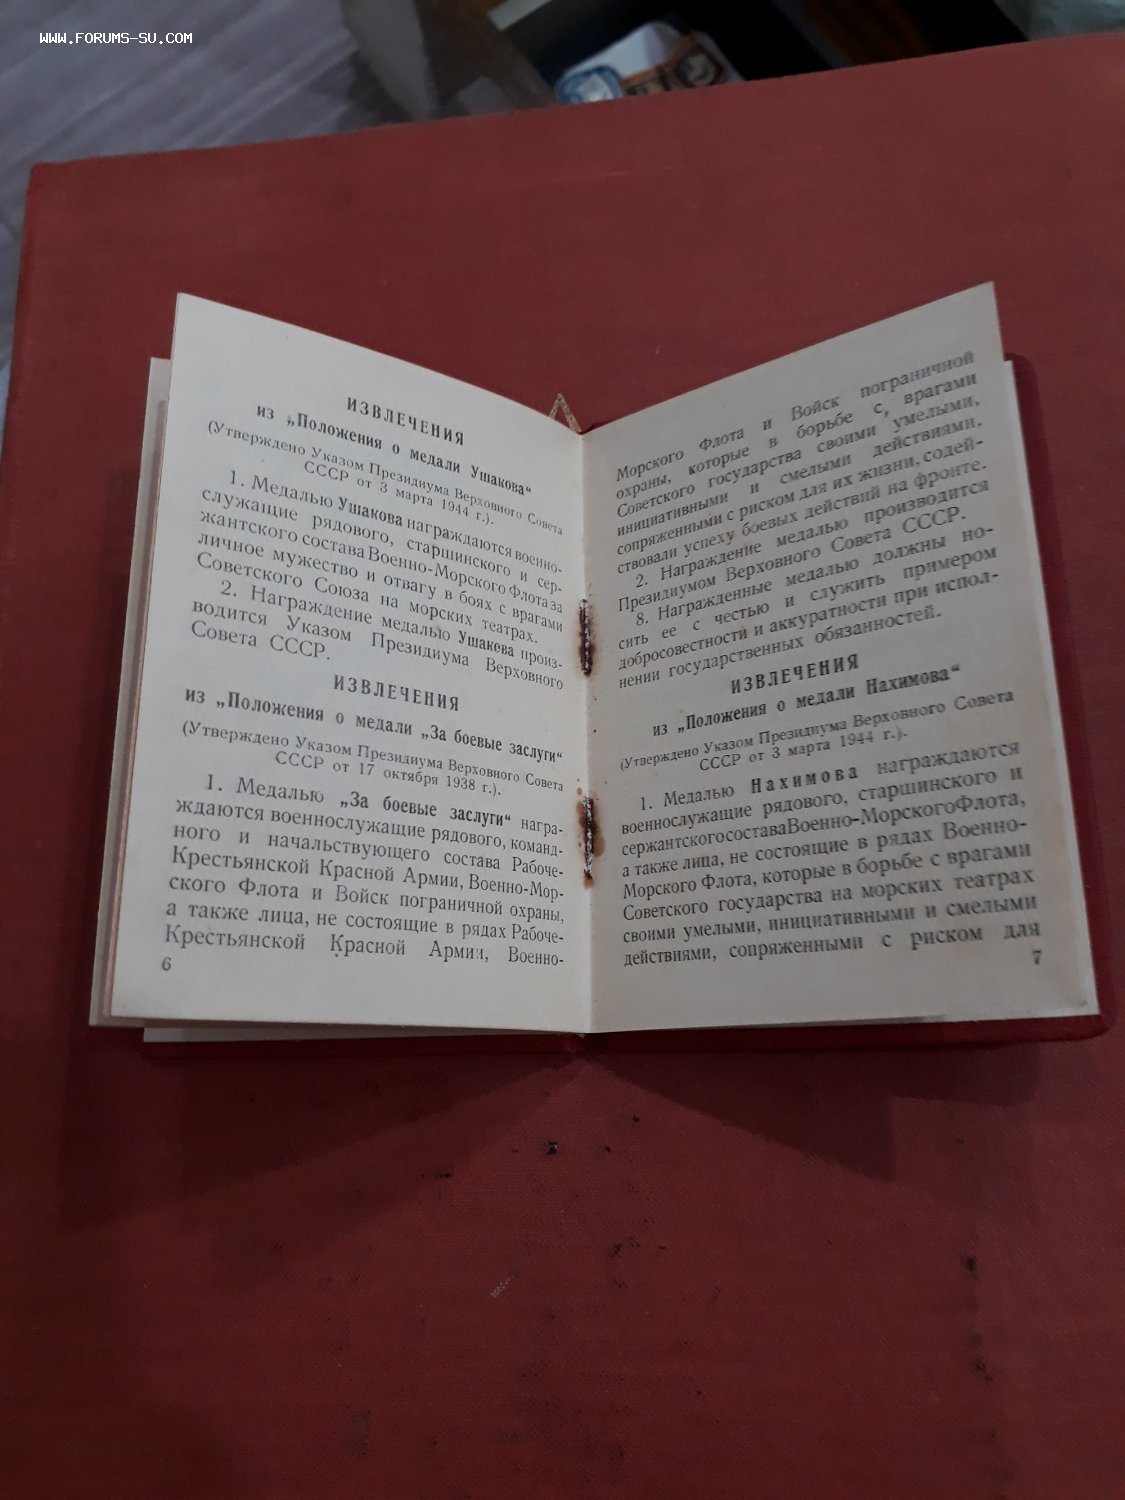 WWW.FORUMS-SU.COM
ИЗВЛЕЧЕНИЯ
из „Положения о медали Ушакова“
(Утверждено Указом Президиума Верховного Совета
СССР от 3 марта 1944 г.).
1. Медалью Ушакова награждаются военно-
служащие рядового, старшинского и сер-
жантского состава Военно-Морского Флота за
личное мужество и отвагу в боях с врагами
Советского Союза на морских театрах.
2. Награждение медалью Ушакова произ-
водится Указом Президиума Верховного
Совета СССР.
ИЗВЛЕЧЕНИЯ
из „Положения о медали „За боевые заслуги“
(Утверждено Указом Президиума Верховного Совета
СССР от 17 октября 1938 г.).
1. Медалью „За боевые заслуги“ награ-
ждаются военнослужащие рядового, команд-
ного и начальствующего состава Рабоче-
Крестьянской Красной Армии, Военно-Мор-
ского Флота и Войск пограничной охраны,
а также лица, не состоящие в рядах Рабоче-
Крестьянской Красной Армии, Военно-
6
Морского Флота и Войск пограничной
охраны, которые в борьбе с врагами
Советского государства своими умелыми,
инициативными и смелыми действиями,
сопряженными с риском для их жизни, содей-
ствовали успеху боевых действий на фронте.
2. Награждение медалью производится
Президиумом Верховного Совета СССР.
8. Награжденные медалью должны но-
сить ее с честью и служить примером
добросовестности и аккуратности при испол-
нении государственных обязанностей.
ИЗВЛЕЧЕНИЯ
из „Положения о медали Нахимова“
(Утверждено Указом Президиума Верховного Совета
СССР от 3 марта 1944 г.).
1. Медалью Нахимова награждаются
военнослужащие рядового, старшинского и
сержантского состава Военно-Морского Флота,
а также лица, не состоящие в рядах Военно-
Морского Флота, которые в борьбе с врагами
Советского государства на морских театрах
своими умелыми, инициативными и смелыми
действиями, сопряженными с риском для
7